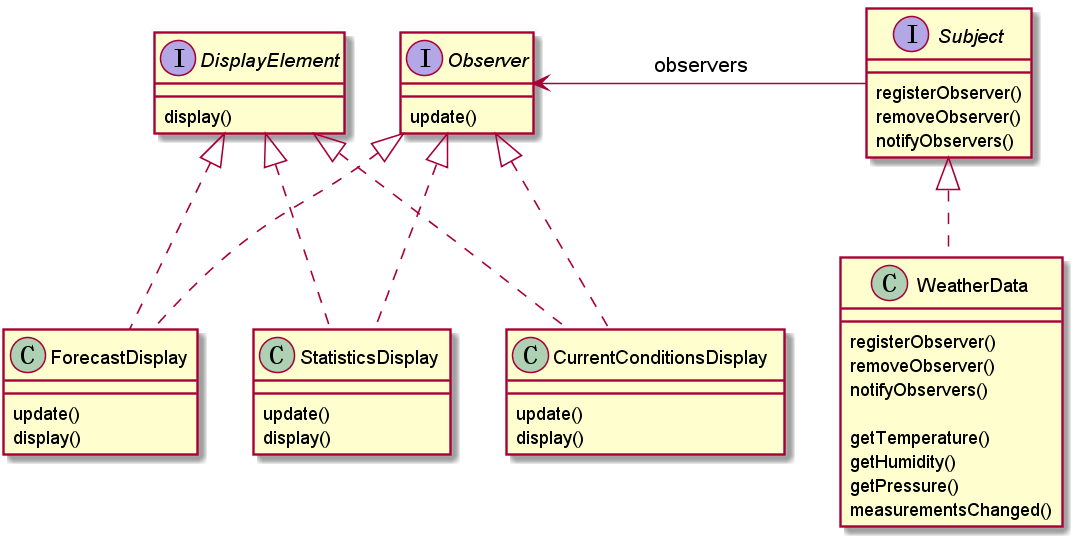 I DisplayElement
display()
I Observer
update()
observers
I Subject
registerObserver()
removeObserver()
notifyObservers()
C ForecastDisplay
update()
display()
C StatisticsDisplay
update()
display()
C CurrentConditionsDisplay
update()
display()
C WeatherData
registerObserver()
removeObserver()
notifyObservers()
getTemperature()
getHumidity()
getPressure()
measurementsChanged()